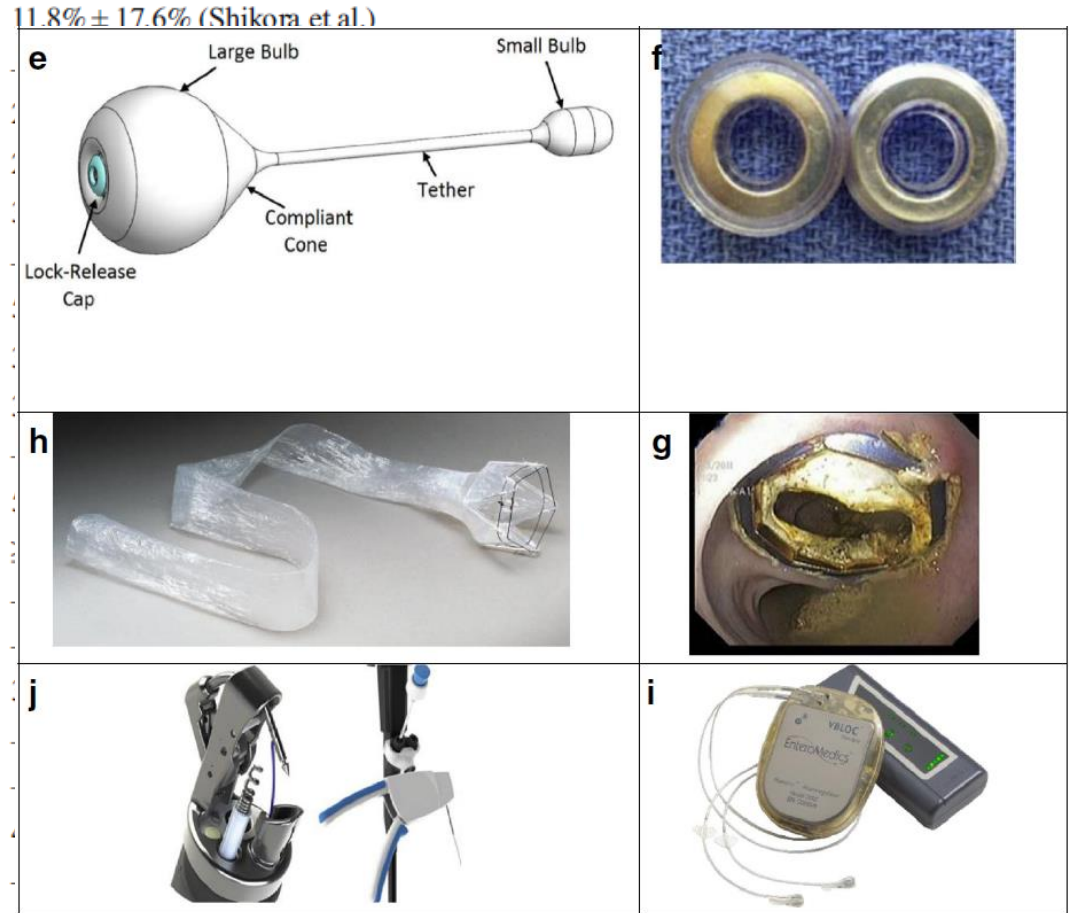 11.8% ± 17.6% (Shikora et al.)
e
Large Bulb
Small Bulb
Tether
Compliant
Cone
Lock-Release
Cap
f
h
g
j
i
VBLOC
EnteroMedics